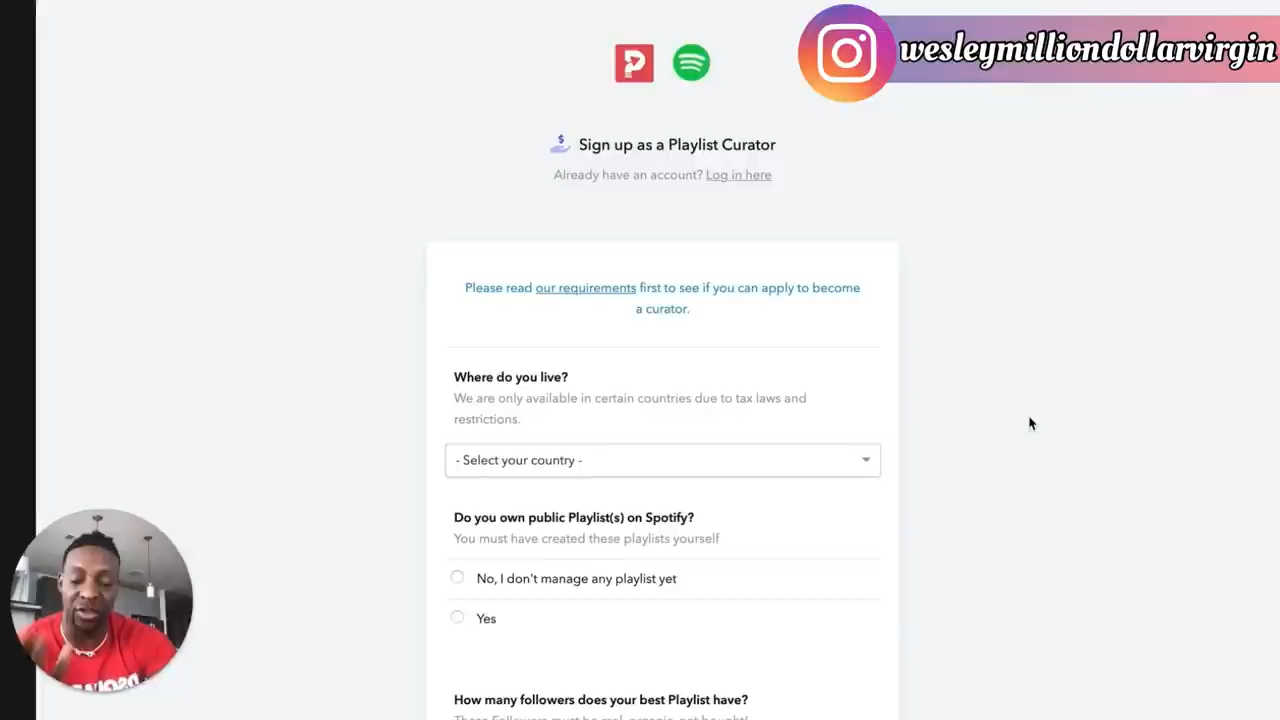 wesleymilliondollarvirgin
Sign up as a Playlist Curator
Already have an account? Log in here
Please read our requirements first to see if you can apply to become
a curator.
Where do you live?
We are only available in certain countries due to tax laws and
restrictions.
- Select your country -
Do you own public Playlist(s) on Spotify?
You must have created these playlists yourself
No, I don't manage any playlist yet
Yes
How many followers does your best Playlist have?